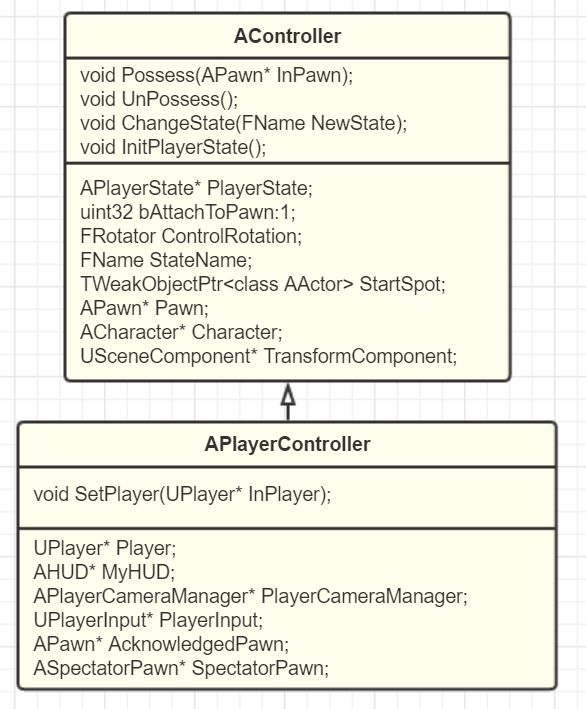 AController
void Possess(APawn* InPawn);
void UnPossess();
void ChangeState(FName NewState);
void InitPlayerState();
APlayerState* PlayerState;
uint32 bAttachToPawn:1;
FRotator ControlRotation;
FName StateName;
TWeakObjectPtr<class AActor> StartSpot;
APawn* Pawn;
ACharacter* Character;
USceneComponent* TransformComponent;
APlayerController
void SetPlayer(UPlayer* InPlayer);
UPlayer* Player;
AHUD* MyHUD;
APlayerCameraManager* PlayerCameraManager;
UPlayerInput* PlayerInput;
APawn* AcknowledgedPawn;
ASpectatorPawn* SpectatorPawn;